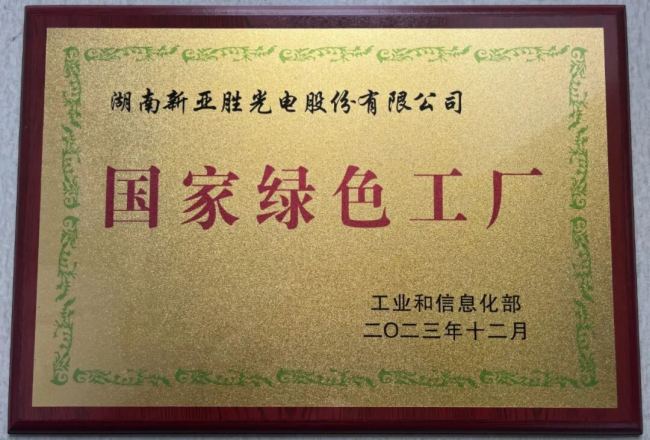 湖南新亚胜光电股份有限公司
国家绿色工厂
工业和信息化部
二〇二三年十二月